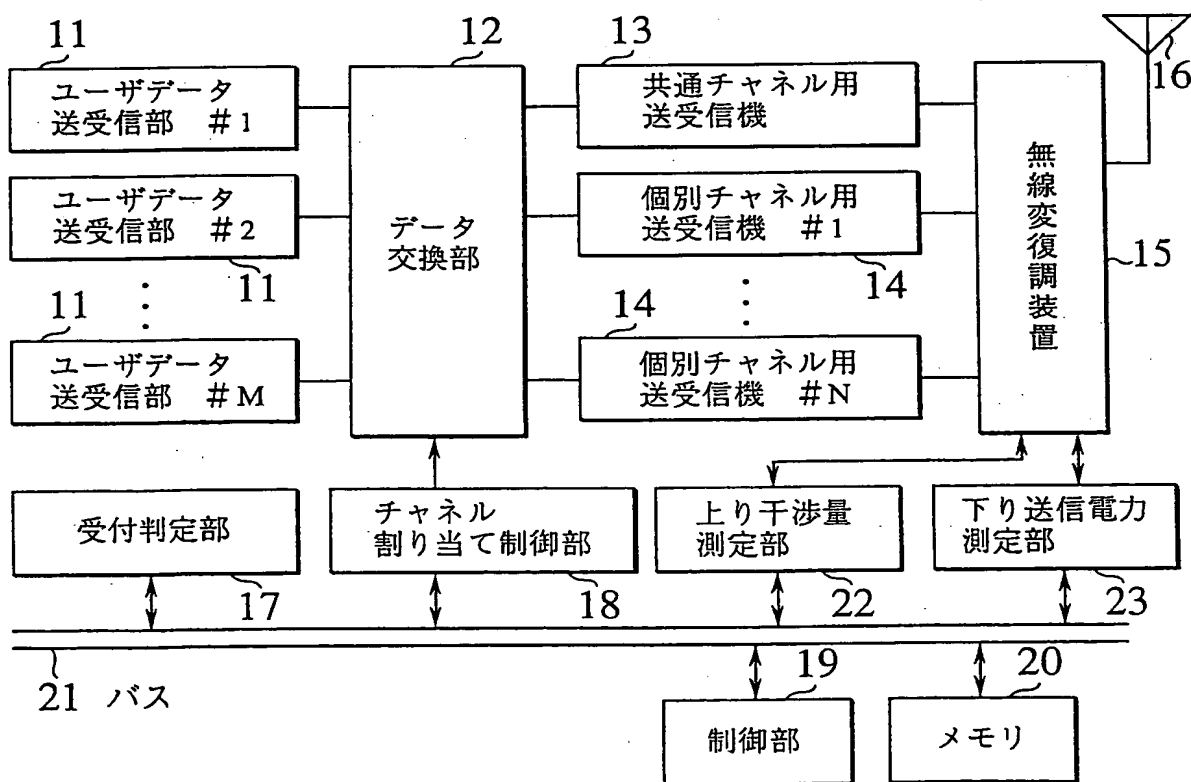 11
12
13
16
ユーザデータ
送受信部 #1
共通チャネル用
送受信機
ユーザデータ
送受信部 #2
11
データ
交換部
個別チャネル用
送受信機 #1
14
無線変復調装置
15
11
ユーザデータ
送受信部 #M
14
個別チャネル用
送受信機 #N
受付判定部
17
チャネル
割り当て制御部
18
上り干渉量
測定部
22
下り送信電力
測定部
23
21 バス
19
制御部
20
メモリ